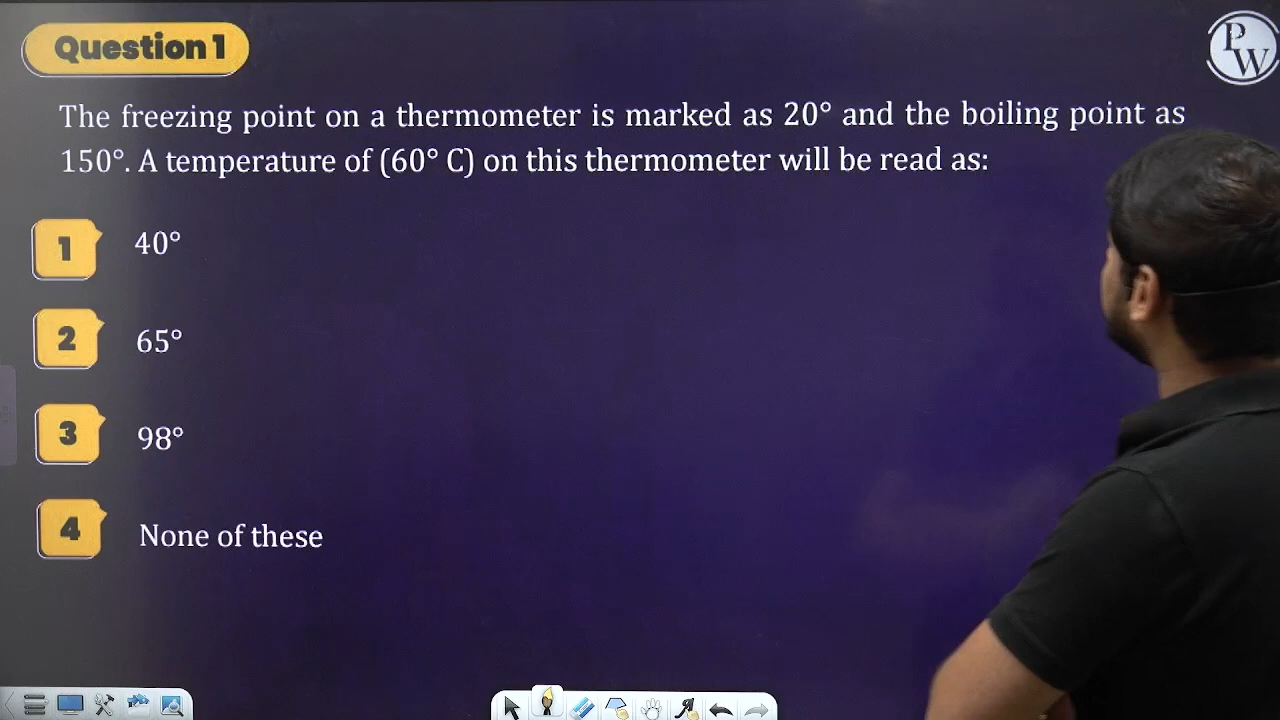 Question 1
PW
The freezing point on a thermometer is marked as 20° and the boiling point as
150°. A temperature of (60° C) on this thermometer will be read as:
1 40°
2 65°
3 98°
4 None of these